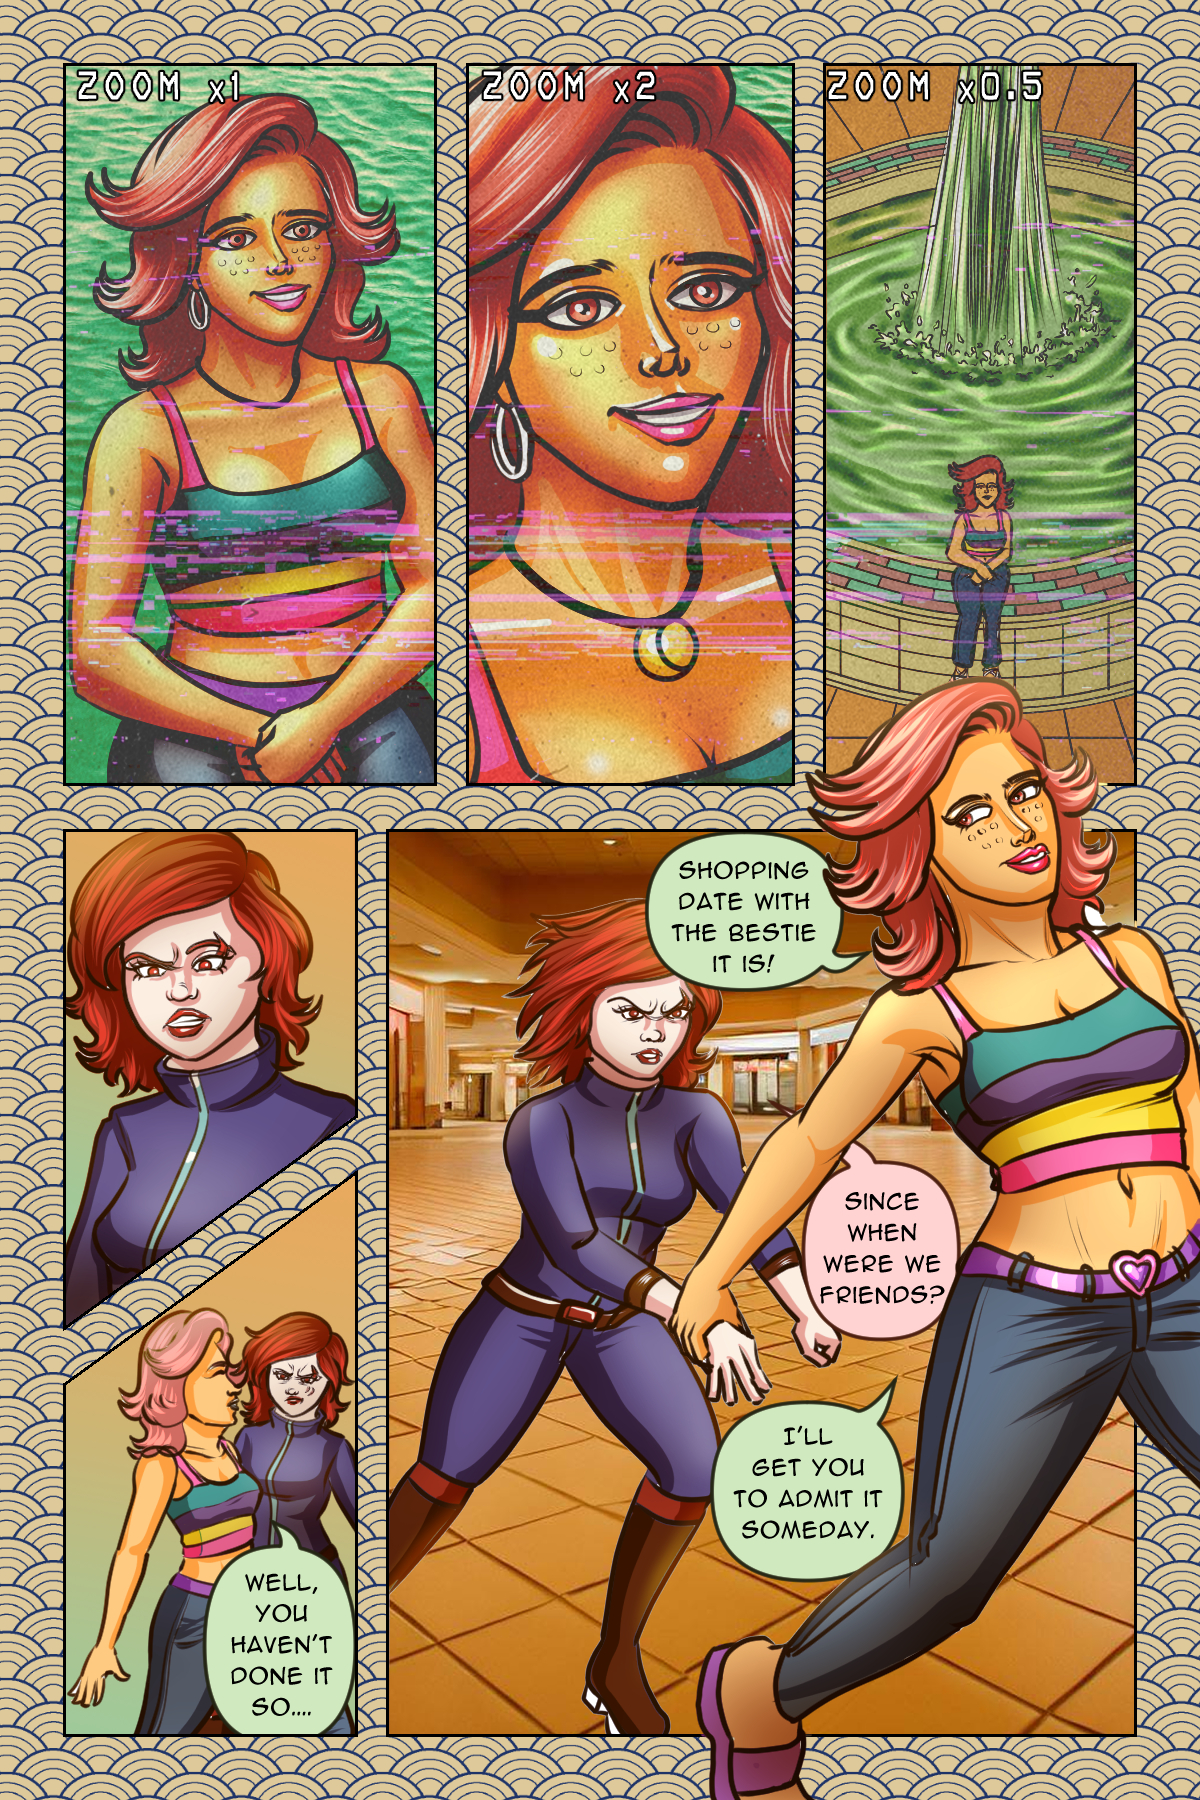 ZOOM x1
ZOOM x2
ZOOM x0.5
WELL,
YOU
HAVEN'T
DONE IT
SO....
SHOPPING
DATE WITH
THE BESTIE
IT IS!
SINCE
WHEN
WERE WE
FRIENDS?
I'LL
GET YOU
TO ADMIT IT
SOMEDAY.